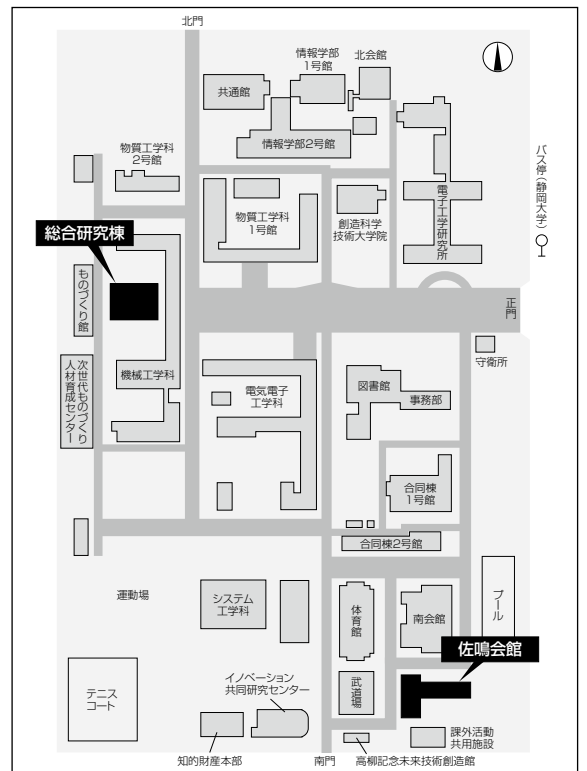 北門
情報学部
1号館
北会館
共通館
情報学部2号館
物質工学科
2号館
バス停(静岡大学)
電子工学研究所
物質工学科
1号館
創造科学
技術大学院
総合研究棟
ものづくり館
正門
守衛所
次世代ものづくり
人材育成センター
機械工学科
電気電子
工学科
図書館
事務部
合同棟
1号館
合同棟2号館
運動場
システム
工学科
体育館
南会館
プール
佐鳴会館
テニス
コート
イノベーション
共同研究センター
武道場
課外活動
共用施設
知的財産本部
南門
高柳記念未来技術創造館